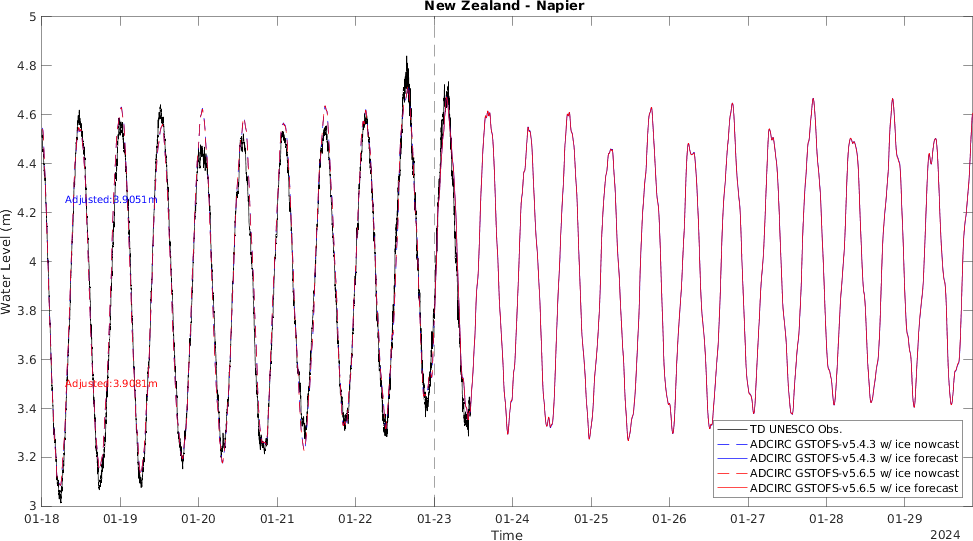 New Zealand - Napier
5
4.8
4.6
4.4
4.2
4
3.8
3.6
3.4
3.2
3
Water Level (m)
Adjusted:3.9051m
Adjusted:3.9081m
TD UNESCO Obs.
ADCIRC GSTOFS-v5.4.3 w/ ice nowcast
ADCIRC GSTOFS-v5.4.3 w/ ice forecast
ADCIRC GSTOFS-v5.6.5 w/ ice nowcast
ADCIRC GSTOFS-v5.6.5 w/ ice forecast
01-18 01-19 01-20 01-21 01-22 01-23 01-24 01-25 01-26 01-27 01-28 01-29
Time
2024